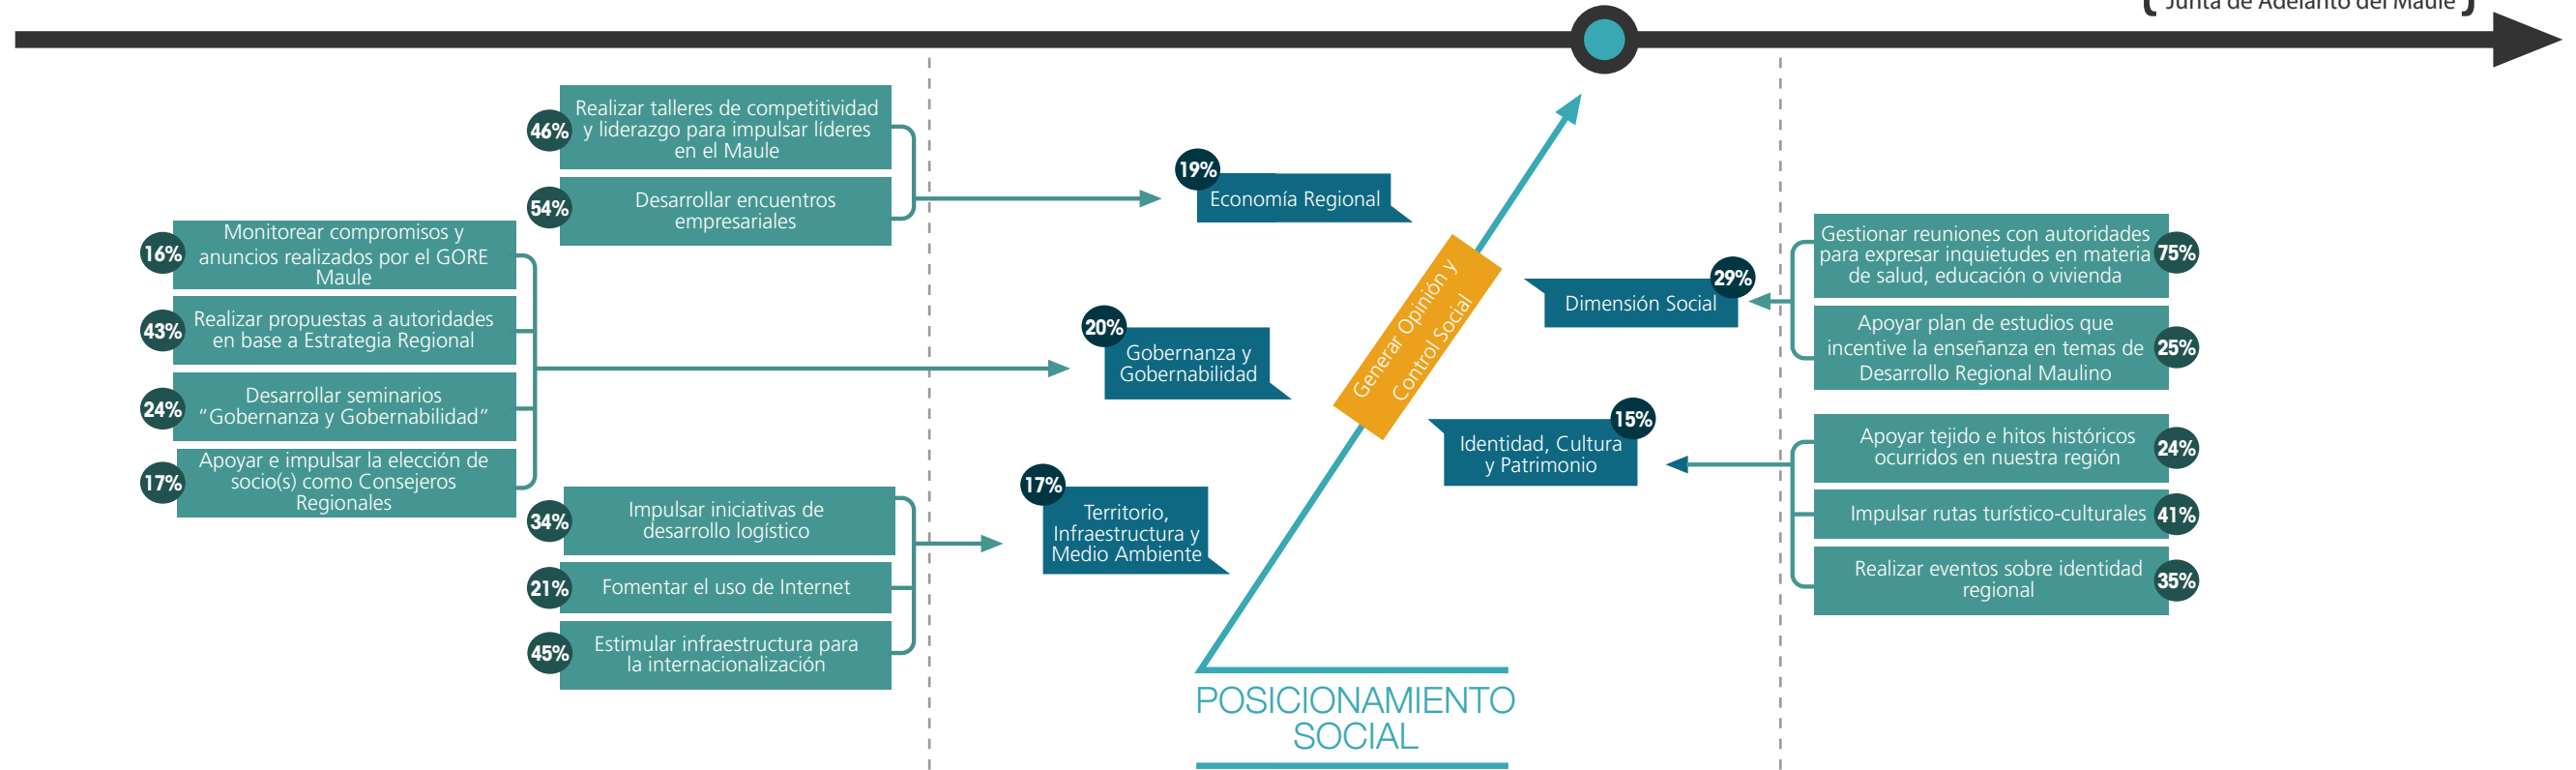 Junta de Adelanto del Maule
46%
Realizar talleres de competitividad
y liderazgo para impulsar líderes
en el Maule
54%
Desarrollar encuentros
empresariales
19%
Economía Regional
16%
Monitorear compromisos y
anuncios realizados por el GORE
Maule
43%
Realizar propuestas a autoridades
en base a Estrategia Regional
24%
Desarrollar seminarios
“Gobernanza y Gobernabilidad”
17%
Apoyar e impulsar la elección de
socio(s) como Consejeros
Regionales
20%
Gobernanza y
Gobernabilidad
34%
Impulsar iniciativas de
desarrollo logístico
21%
Fomentar el uso de Internet
45%
Estimular infraestructura para
la internacionalización
17%
Territorio,
Infraestructura y
Medio Ambiente
Generar Opinión y
Control Social
29%
Dimensión Social
Gestionar reuniones con autoridades
para expresar inquietudes en materia
de salud, educación o vivienda
75%
Apoyar plan de estudios que
incentive la enseñanza en temas de
Desarrollo Regional Maulino
25%
15%
Identidad, Cultura
y Patrimonio
Apoyar tejido e hitos históricos
ocurridos en nuestra región
24%
Impulsar rutas turístico-culturales
41%
Realizar eventos sobre identidad
regional
35%
POSICIONAMIENTO
SOCIAL